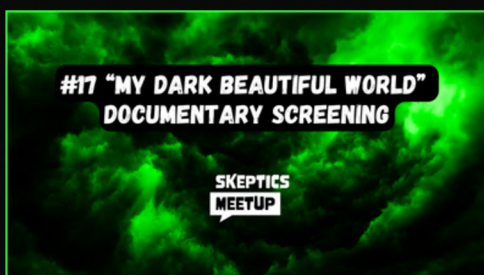 #17 “MY DARK BEAUTIFUL WORLD”
DOCUMENTARY SCREENING
SKEPTICS
MEETUP